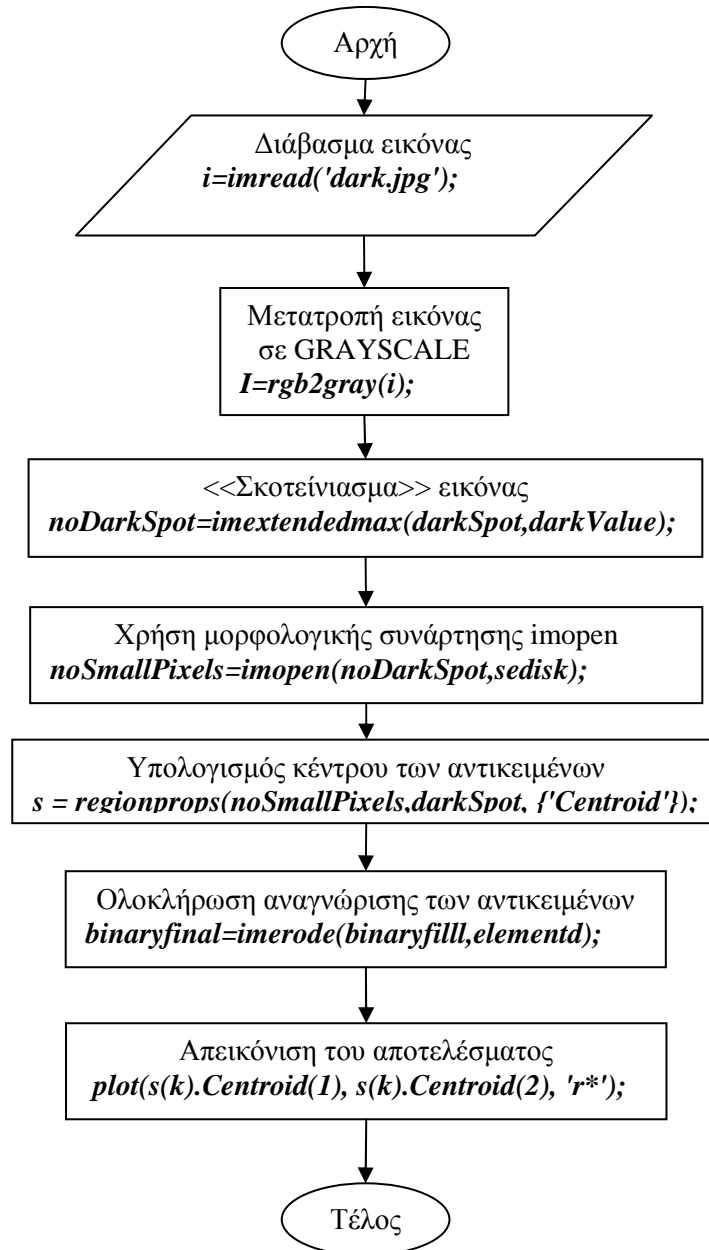 Αρχή
Διάβασμα εικόνας
i=imread('dark.jpg');
Μετατροπή εικόνας
σε GRAYSCALE
I=rgb2gray(i);
<<Σκοτείνιασμα>> εικόνας
noDarkSpot=imextendedmax(darkSpot,darkValue);
Χρήση μορφολογικής συνάρτησης imopen
noSmallPixels=imopen(noDarkSpot,sedisk);
Υπολογισμός κέντρου των αντικειμένων
s = regionprops(noSmallPixels,darkSpot, {'Centroid'});
Ολοκλήρωση αναγνώρισης των αντικειμένων
binaryfinal=imerode(binaryfilll,elementd);
Απεικόνιση του αποτελέσματος
plot(s(k).Centroid(1), s(k).Centroid(2), 'r*');
Τέλος